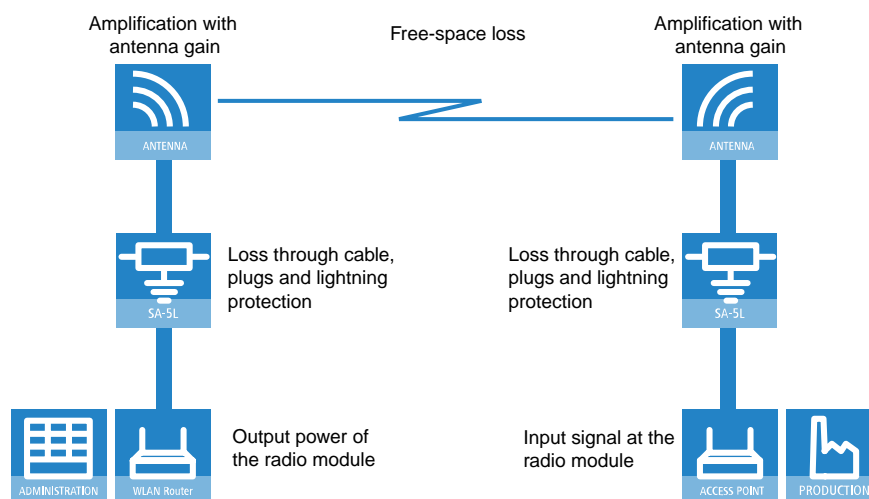 Amplification with
antenna gain
Free-space loss
Amplification with
antenna gain
ANTENNA
ANTENNA
Loss through cable,
plugs and lightning
protection
Loss through cable,
plugs and lightning
protection
SA-5L
SA-5L
Output power of
the radio module
Input signal at the
radio module
ADMINISTRATION
WLAN Router
ACCESS POINT
PRODUCTION